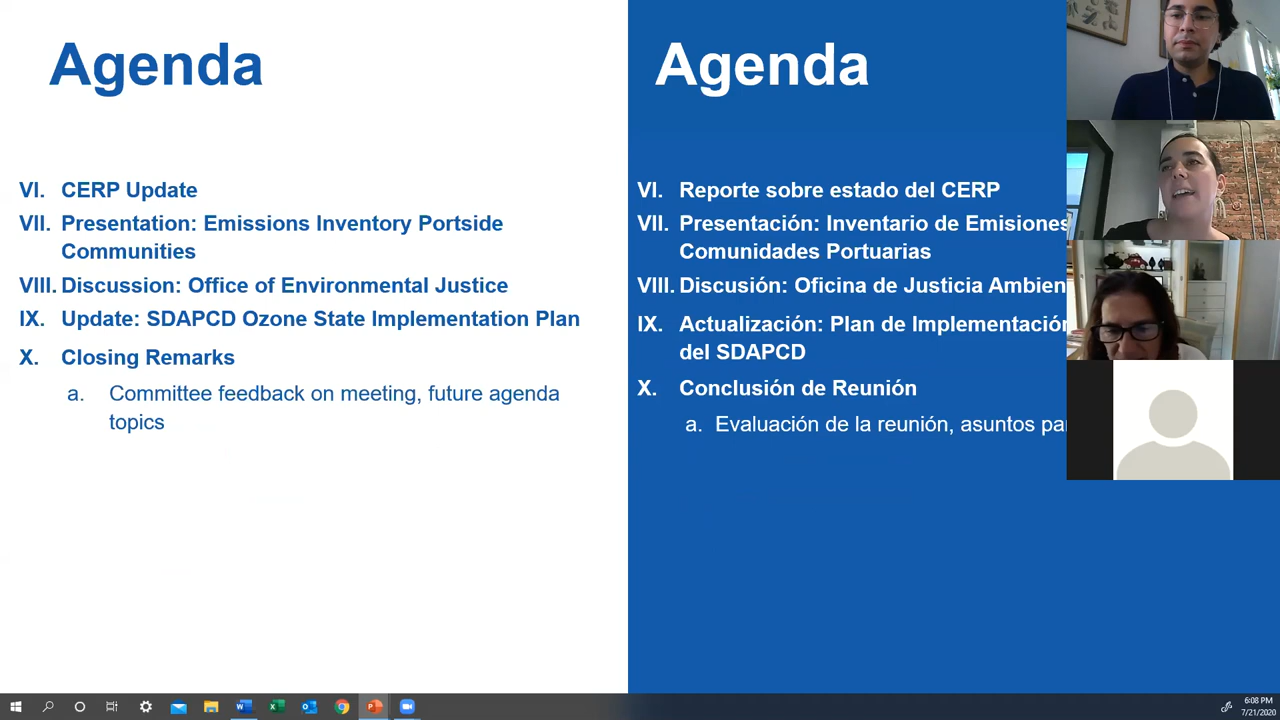 Agenda
VI. CERP Update
VII. Presentation: Emissions Inventory Portside
Communities
VIII. Discussion: Office of Environmental Justice
IX. Update: SDAPCD Ozone State Implementation Plan
X. Closing Remarks
a. Committee feedback on meeting, future agenda
topics
Agenda
VI. Reporte sobre estado del CERP
VII. Presentación: Inventario de Emisiones
Comunidades Portuarias
VIII. Discusión: Oficina de Justicia Ambien
IX. Actualización: Plan de Implementación
del SDAPCD
X. Conclusión de Reunión
a. Evaluación de la reunión, asuntos pa
6:08 PM
7/21/2020